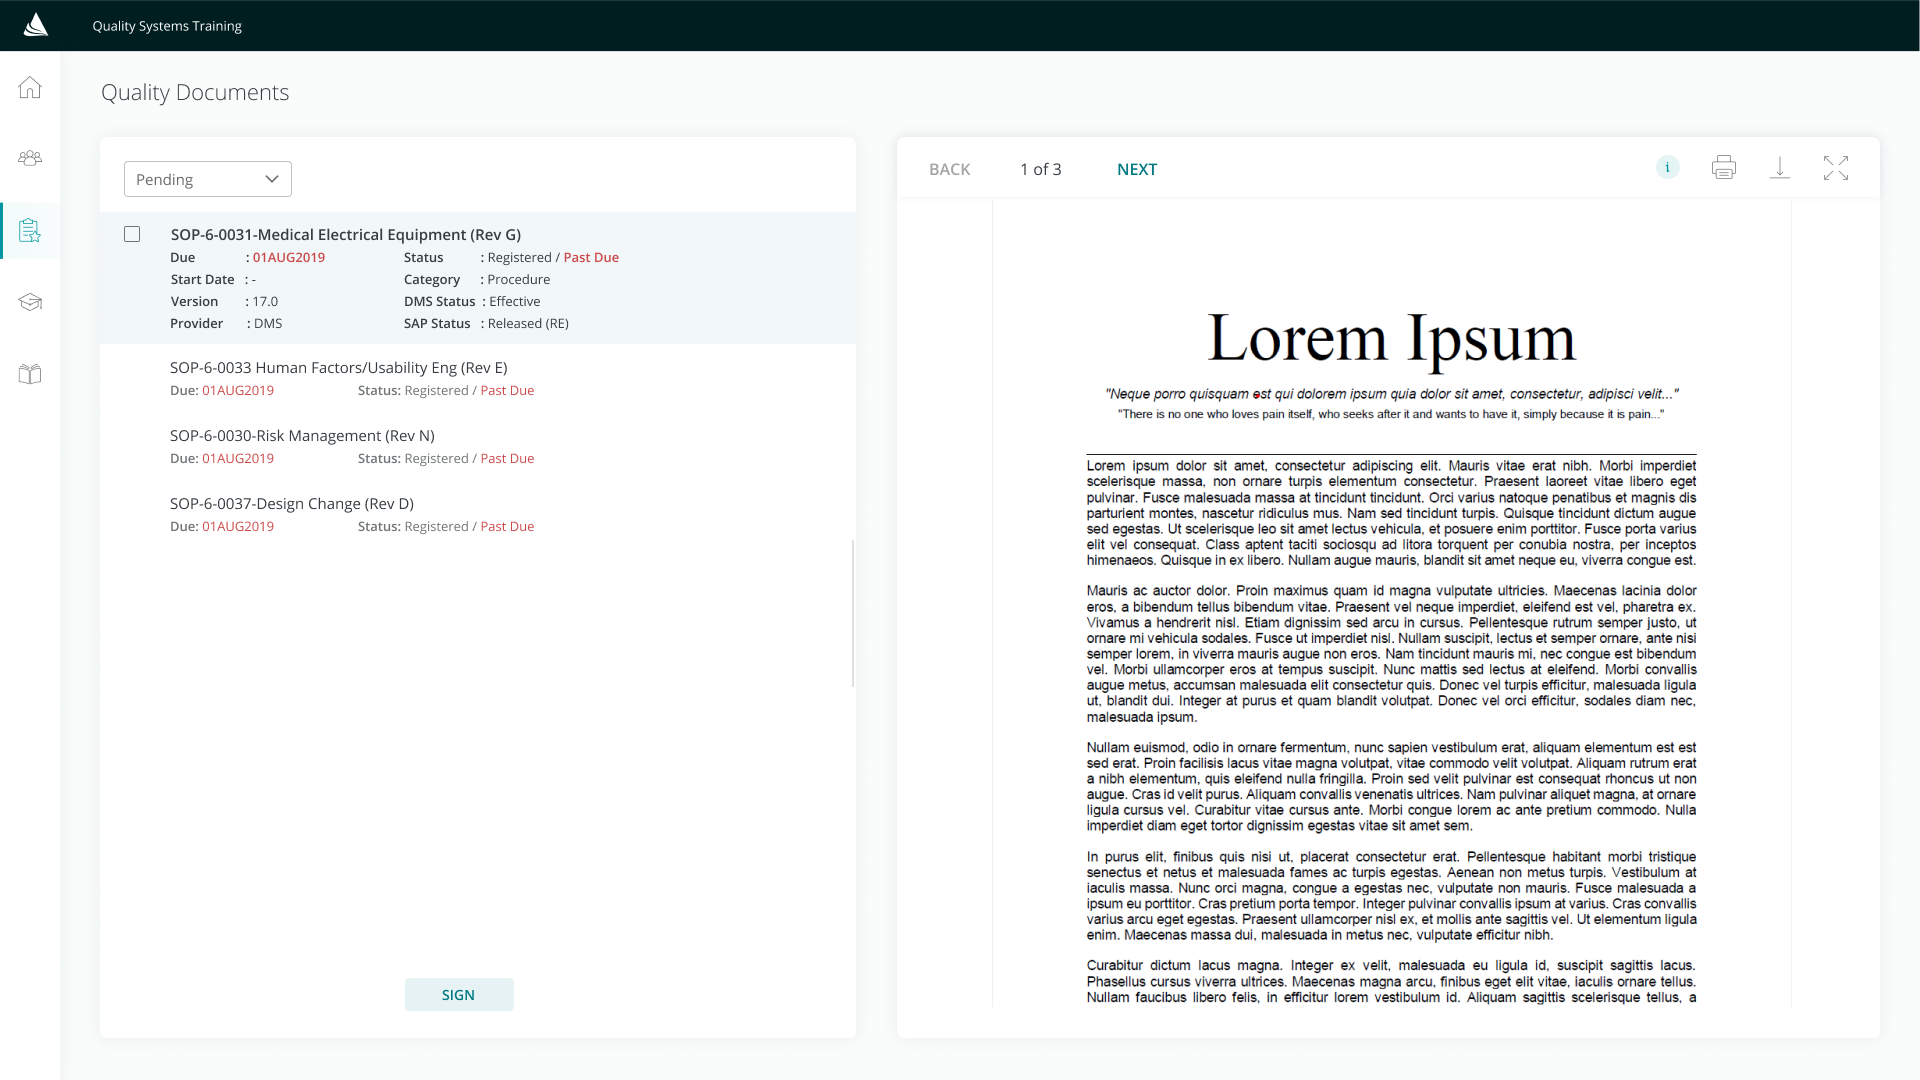 Quality Systems Training
Quality Documents
Pending
SOP-6-0031-Medical Electrical Equipment (Rev G)
Due : 01AUG2019 Status : Registered / Past Due
Start Date : - Category : Procedure
Version : 17.0 DMS Status : Effective
Provider : DMS SAP Status : Released (RE)
SOP-6-0033 Human Factors/Usability Eng (Rev E)
Due: 01AUG2019 Status: Registered / Past Due
SOP-6-0030-Risk Management (Rev N)
Due: 01AUG2019 Status: Registered / Past Due
SOP-6-0037-Design Change (Rev D)
Due: 01AUG2019 Status: Registered / Past Due
SIGN
BACK 1 of 3 NEXT i
Lorem Ipsum
"Neque porro quisquam est qui dolorem ipsum quia dolor sit amet, consectetur, adipisci velit..."
"There is no one who loves pain itself, who seeks after it and wants to have it, simply because it is pain..."
Lorem ipsum dolor sit amet, consectetur adipiscing elit. Mauris vitae erat nibh. Morbi imperdiet
scelerisque massa, non ornare turpis elementum consectetur. Praesent laoreet vitae libero eget
pulvinar. Fusce malesuada massa at tincidunt tincidunt. Orci varius natoque penatibus et magnis dis
parturient montes, nascetur ridiculus mus. Nam sed tincidunt turpis. Quisque tincidunt dictum augue
sed egestas. Ut scelerisque leo sit amet lectus vehicula, et posuere enim porttitor. Fusce porta varius
elit vel consequat. Class aptent taciti sociosqu ad litora torquent per conubia nostra, per inceptos
himenaeos. Quisque in ex libero. Nullam augue mauris, blandit sit amet neque eu, viverra congue est.
Mauris ac auctor dolor. Proin maximus quam id magna vulputate ultricies. Maecenas lacinia dolor
eros, a bibendum tellus bibendum vitae. Praesent vel neque imperdiet, eleifend est vel, pharetra ex.
Vivamus a hendrerit nisl. Etiam dignissim sed arcu in cursus. Pellentesque rutrum semper justo, ut
ornare mi vehicula sodales. Fusce ut imperdiet nisl. Nullam suscipit, lectus et semper ornare, ante nisi
semper lorem, in viverra mauris augue non eros. Nam tincidunt mauris mi, nec congue est bibendum
vel. Morbi ullamcorper eros at tempus suscipit. Nunc mattis sed lectus at eleifend. Morbi convallis
augue metus, accumsan malesuada elit consectetur quis. Donec vel turpis efficitur, malesuada ligula
ut, blandit dui. Integer at purus et quam blandit volutpat. Donec vel orci efficitur, sodales diam nec,
malesuada ipsum.
Nullam euismod, odio in ornare fermentum, nunc sapien vestibulum erat, aliquam elementum est est
sed erat. Proin facilisis lacus vitae magna volutpat, vitae commodo velit volutpat. Aliquam rutrum erat
a nibh elementum, quis eleifend nulla fringilla. Proin sed velit pulvinar est consequat rhoncus ut non
augue. Cras id velit purus. Aliquam convallis venenatis ultrices. Nam pulvinar aliquet magna, at ornare
ligula cursus vel. Curabitur vitae cursus ante. Morbi congue lorem ac ante pretium commodo. Nulla
imperdiet diam eget tortor dignissim egestas vitae sit amet sem.
In purus elit, finibus quis nisi ut, placerat consectetur erat. Pellentesque habitant morbi tristique
senectus et netus et malesuada fames ac turpis egestas. Aenean non metus turpis. Vestibulum at
iaculis massa. Nunc orci magna, congue a egestas nec, vulputate non mauris. Fusce malesuada a
ipsum eu porttitor. Cras pretium porta tempor. Integer pulvinar convallis ipsum at varius. Cras convallis
varius arcu eget egestas. Praesent ullamcorper nisl ex, et mollis ante sagittis vel. Ut elementum ligula
enim. Maecenas massa dui, malesuada in metus nec, vulputate efficitur nibh.
Curabitur dictum lacus magna. Integer ex velit, malesuada eu ligula id, suscipit sagittis lacus.
Phasellus cursus viverra ultrices. Maecenas magna arcu, finibus eget elit vitae, iaculis ornare tellus.
Nullam faucibus libero felis, in efficitur lorem vestibulum id. Aliquam sagittis scelerisque tellus, a